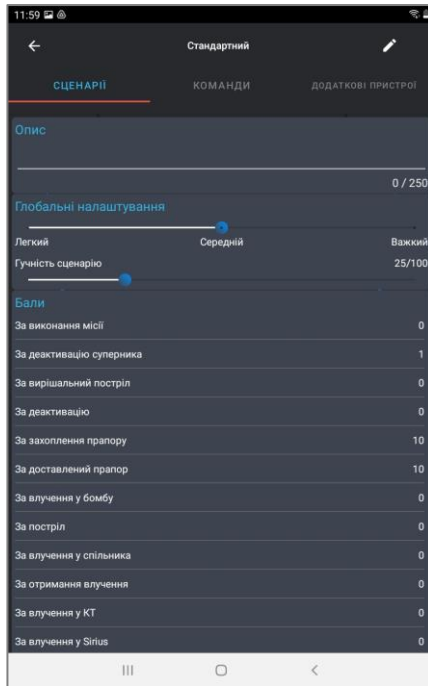 11:59
Стандартний
СЦЕНАРІЇ КОМАНДИ ДОДАТКОВІ ПРИСТРОЇ
Опис
0 / 250
Глобальні налаштування
Легкий Середній Важкий
Гучність сценарію 25/100
Бали
За виконання місії 0
За деактивацію суперника 1
За вирішальний постріл 0
За деактивацію 0
За захоплення прапору 10
За доставлений прапор 10
За влучення у бомбу 0
За постріл 0
За влучення у спільника 0
За отримання влучення 0
За влучення у КТ 0
За влучення у Sirius 0